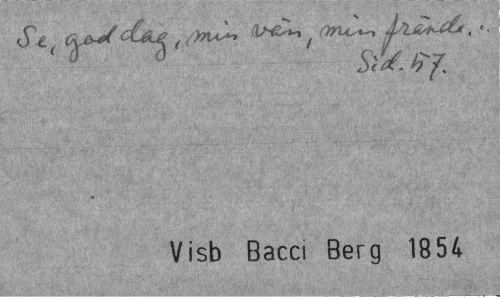 Se, god dag, min vän, min frände...
Sid. 57.
Visb Bacci Berg 1854